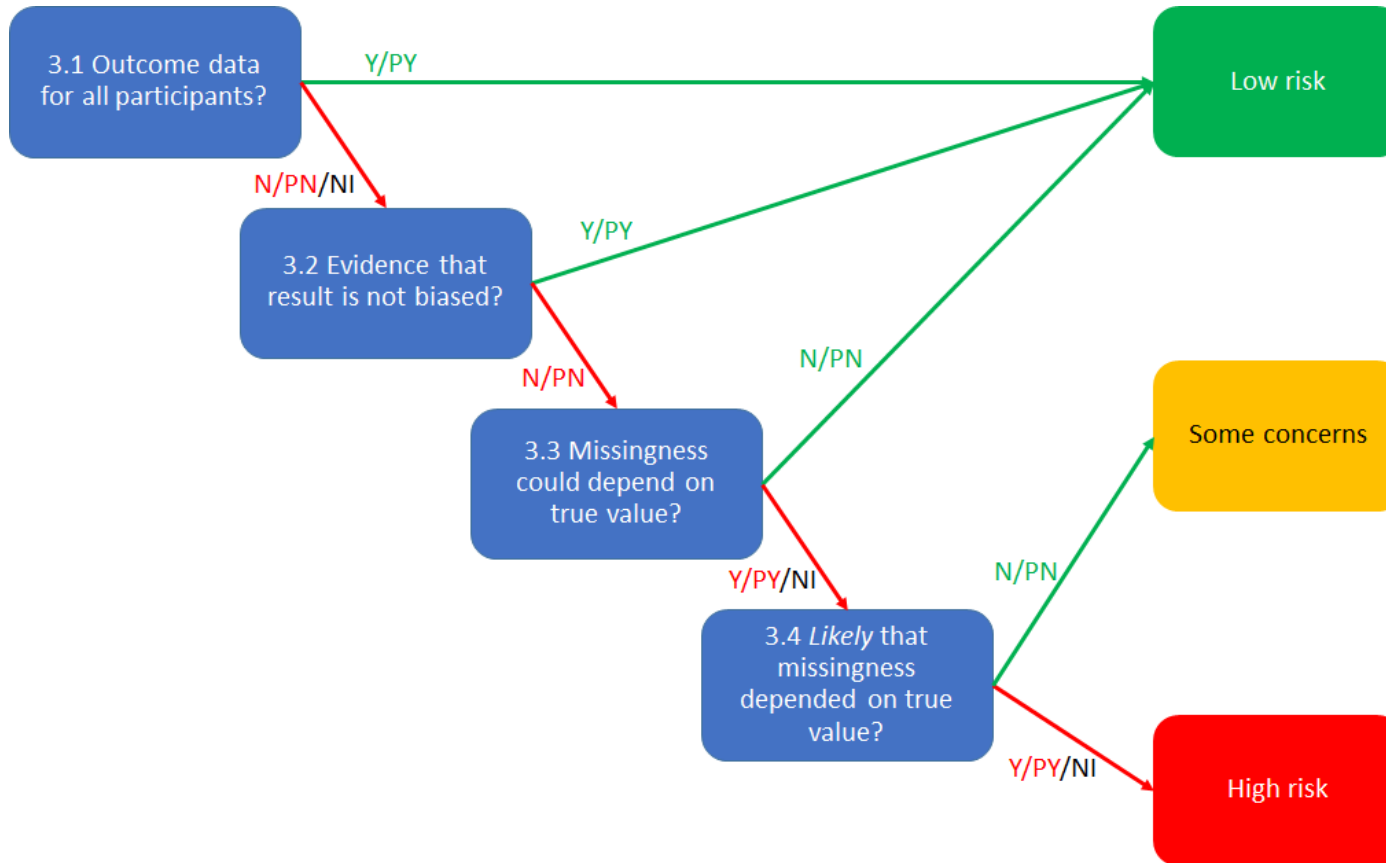 3.1 Outcome data
for all participants?
Y/PY
Low risk
N/PN/NI
3.2 Evidence that
result is not biased?
Y/PY
N/PN
3.3 Missingness
could depend on
true value?
N/PN
Some concerns
Y/PY/NI
3.4 Likely that
missingness
depended on true
value?
N/PN
Y/PY/NI
High risk